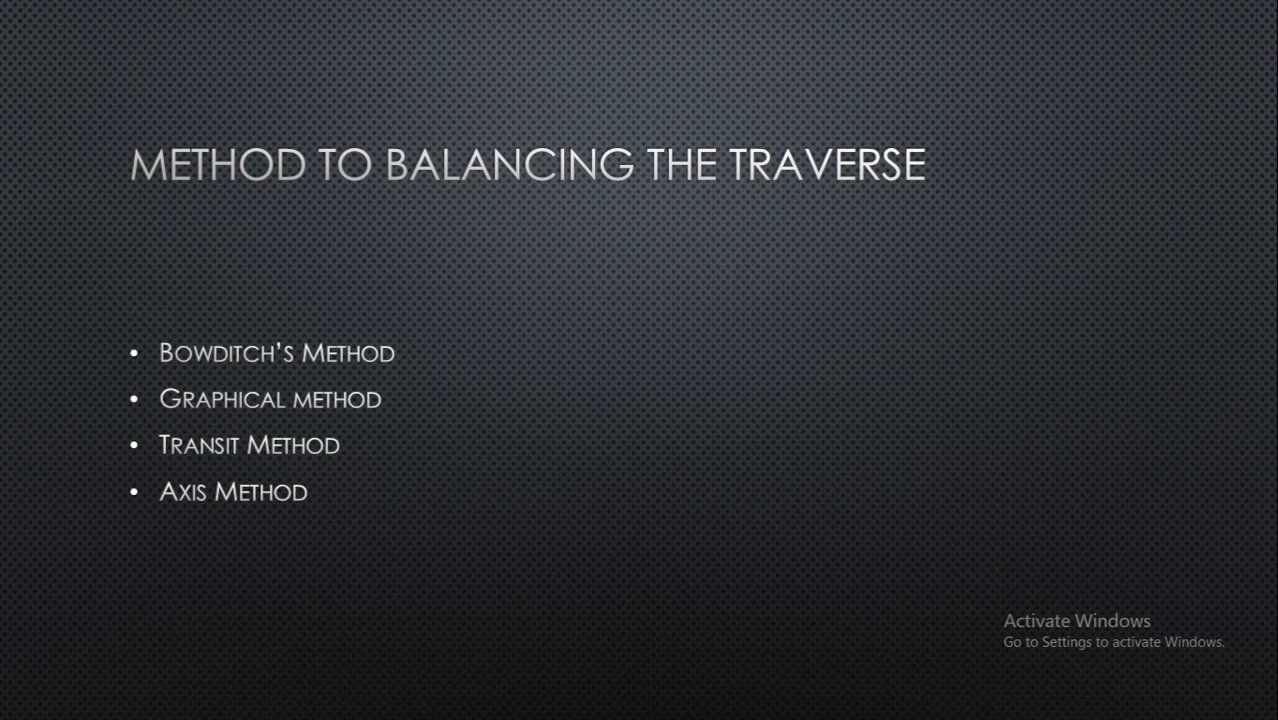 METHOD TO BALANCING THE TRAVERSE
• BOWDITCH'S METHOD
• GRAPHICAL METHOD
• TRANSIT METHOD
• AXIS METHOD
Activate Windows
Go to Settings to activate Windows.